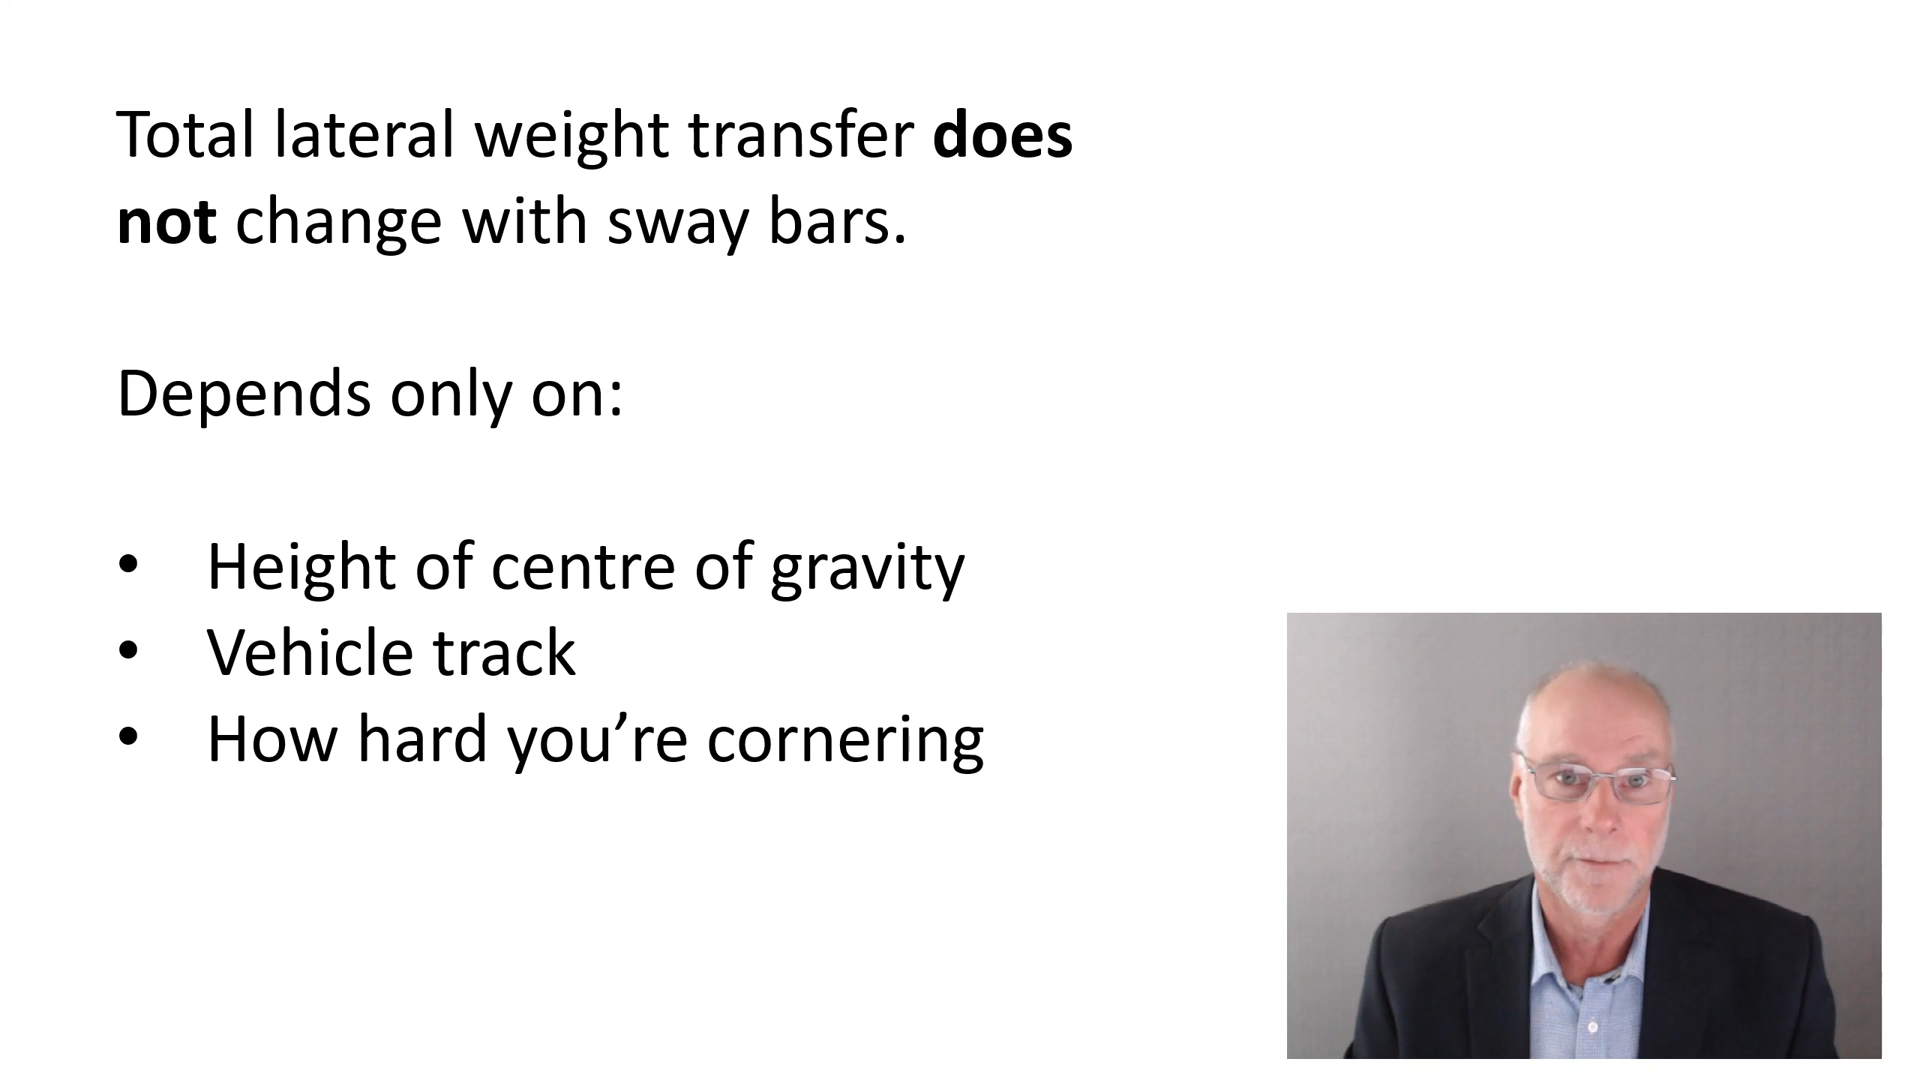 Total lateral weight transfer does
not change with sway bars.
Depends only on:
• Height of centre of gravity
• Vehicle track
• How hard you’re cornering